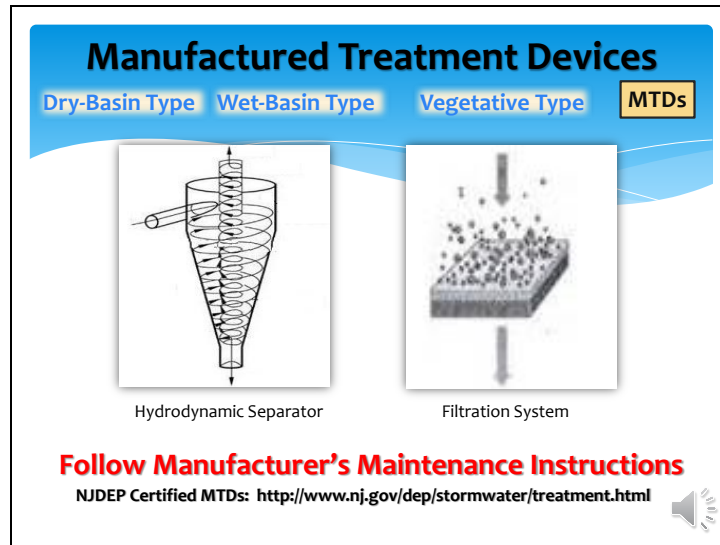 Manufactured Treatment Devices
Dry-Basin Type Wet-Basin Type Vegetative Type MTDs
Hydrodynamic Separator Filtration System
Follow Manufacturer's Maintenance Instructions
NJDEP Certified MTDs: http://www.nj.gov/dep/stormwater/treatment.html